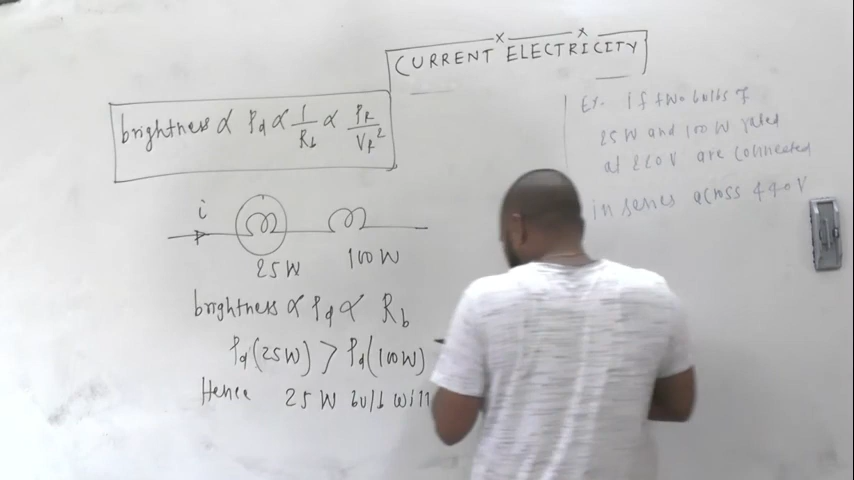 CURRENT ELECTRICITY
brightness ∝ Pd ∝ 1/Rb ∝ PR/VR²
i
25W 100W
brightness ∝ Pd ∝ Rb
Pd(25W) > Pd(100W)
Hence 25W bulb will
Ex. if two bulbs of
25W and 100W rated
at 220V are connected
in series across 440V